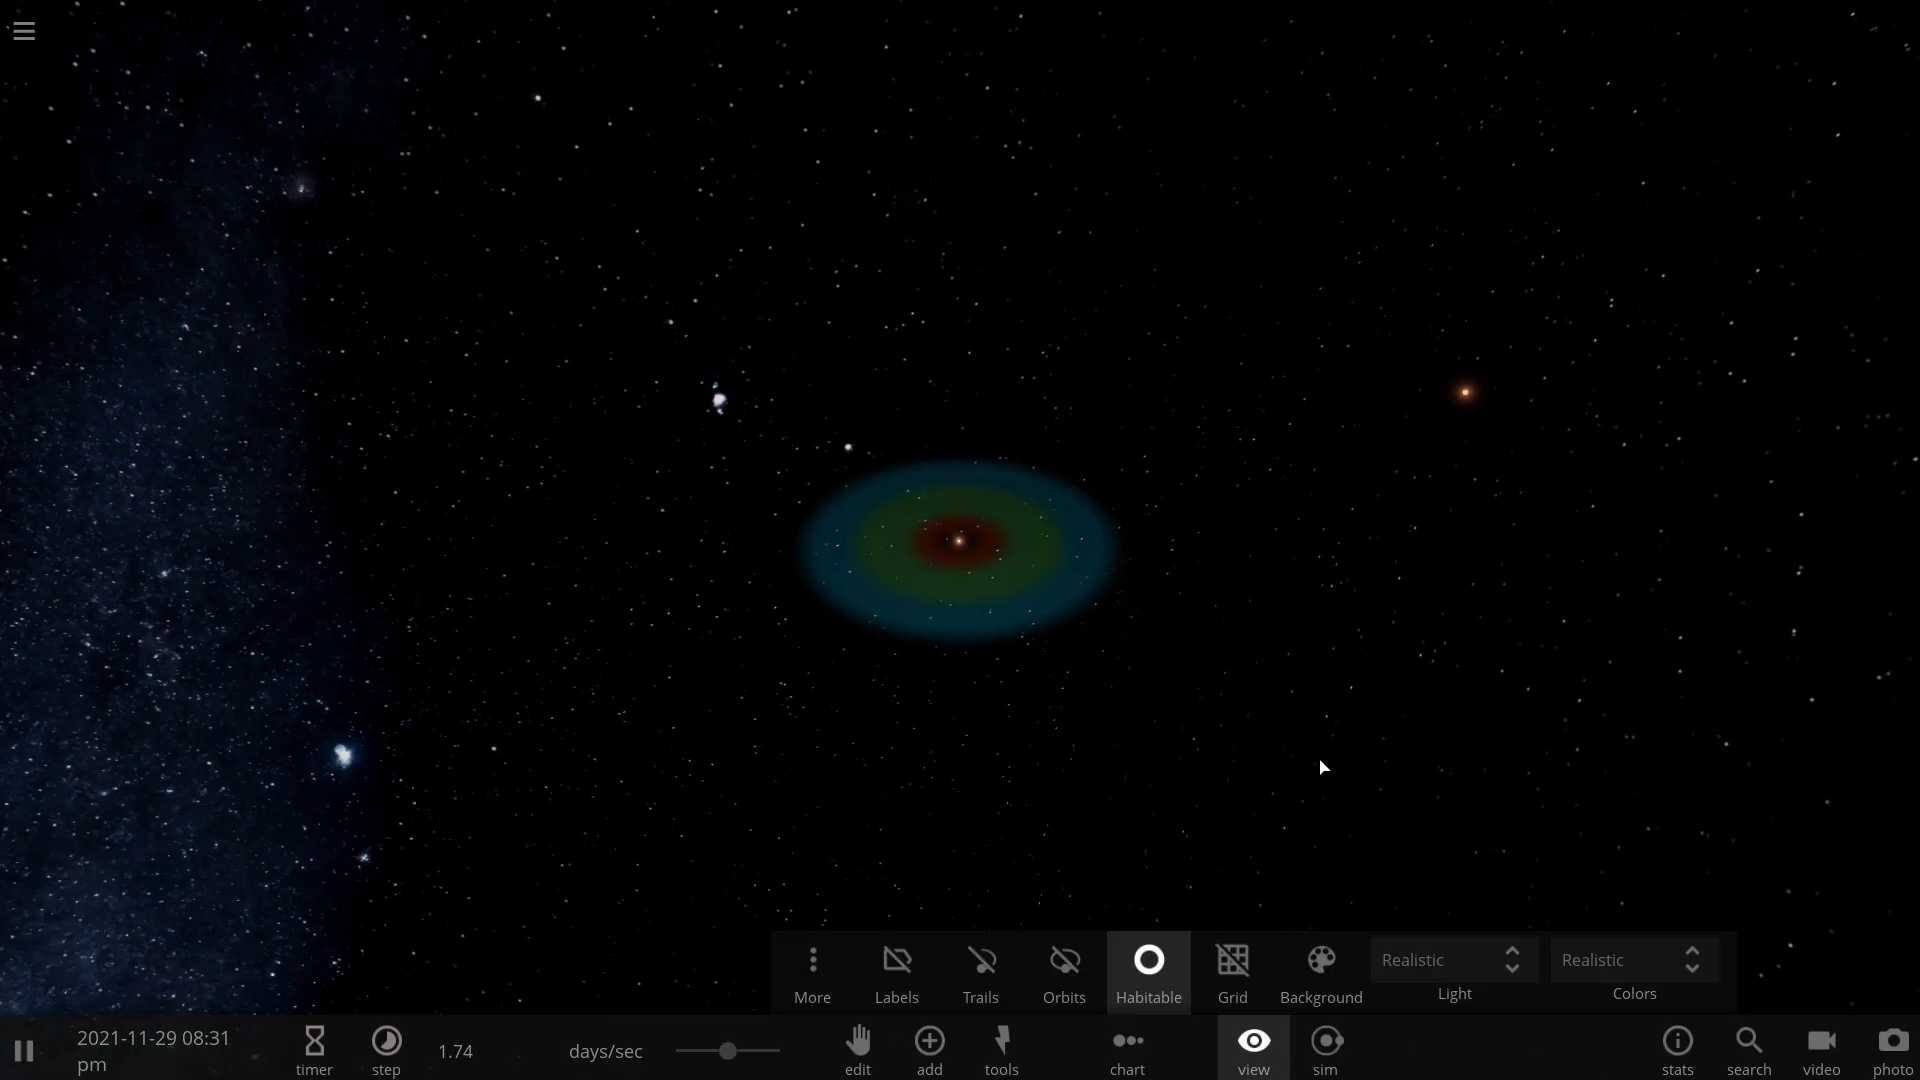 More
Labels
Trails
Orbits
Habitable
Grid
Background
Realistic
Light
Realistic
Colors
2021-11-29 08:31
pm
timer
step
1.74
days/sec
edit
add
tools
chart
view
sim
stats
search
video
photo